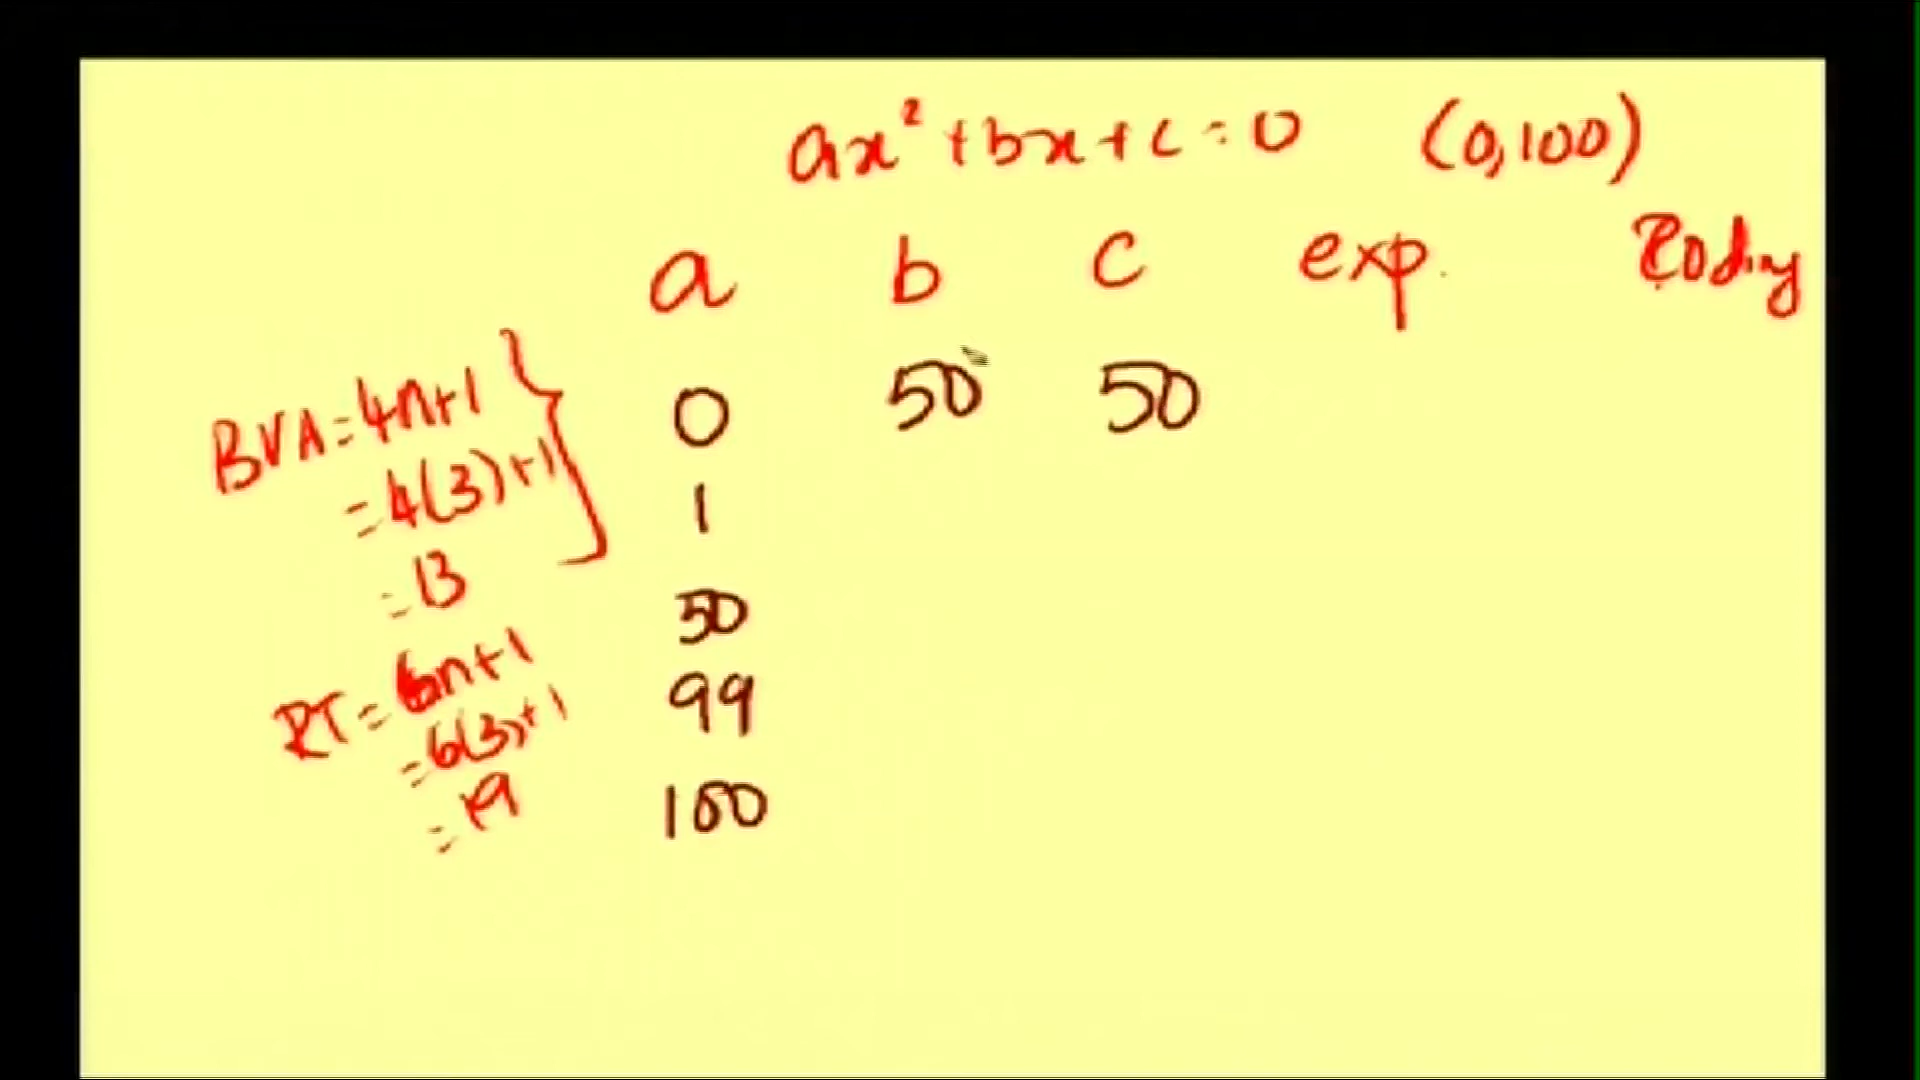 ax² + bx + c = 0 (0,100)
a b c exp.
BVA = 4n+1
= 4(3)+1
= 13
RT = 6n+1
= 6(3)+1
= 19
0 50 50
1
50
99
100